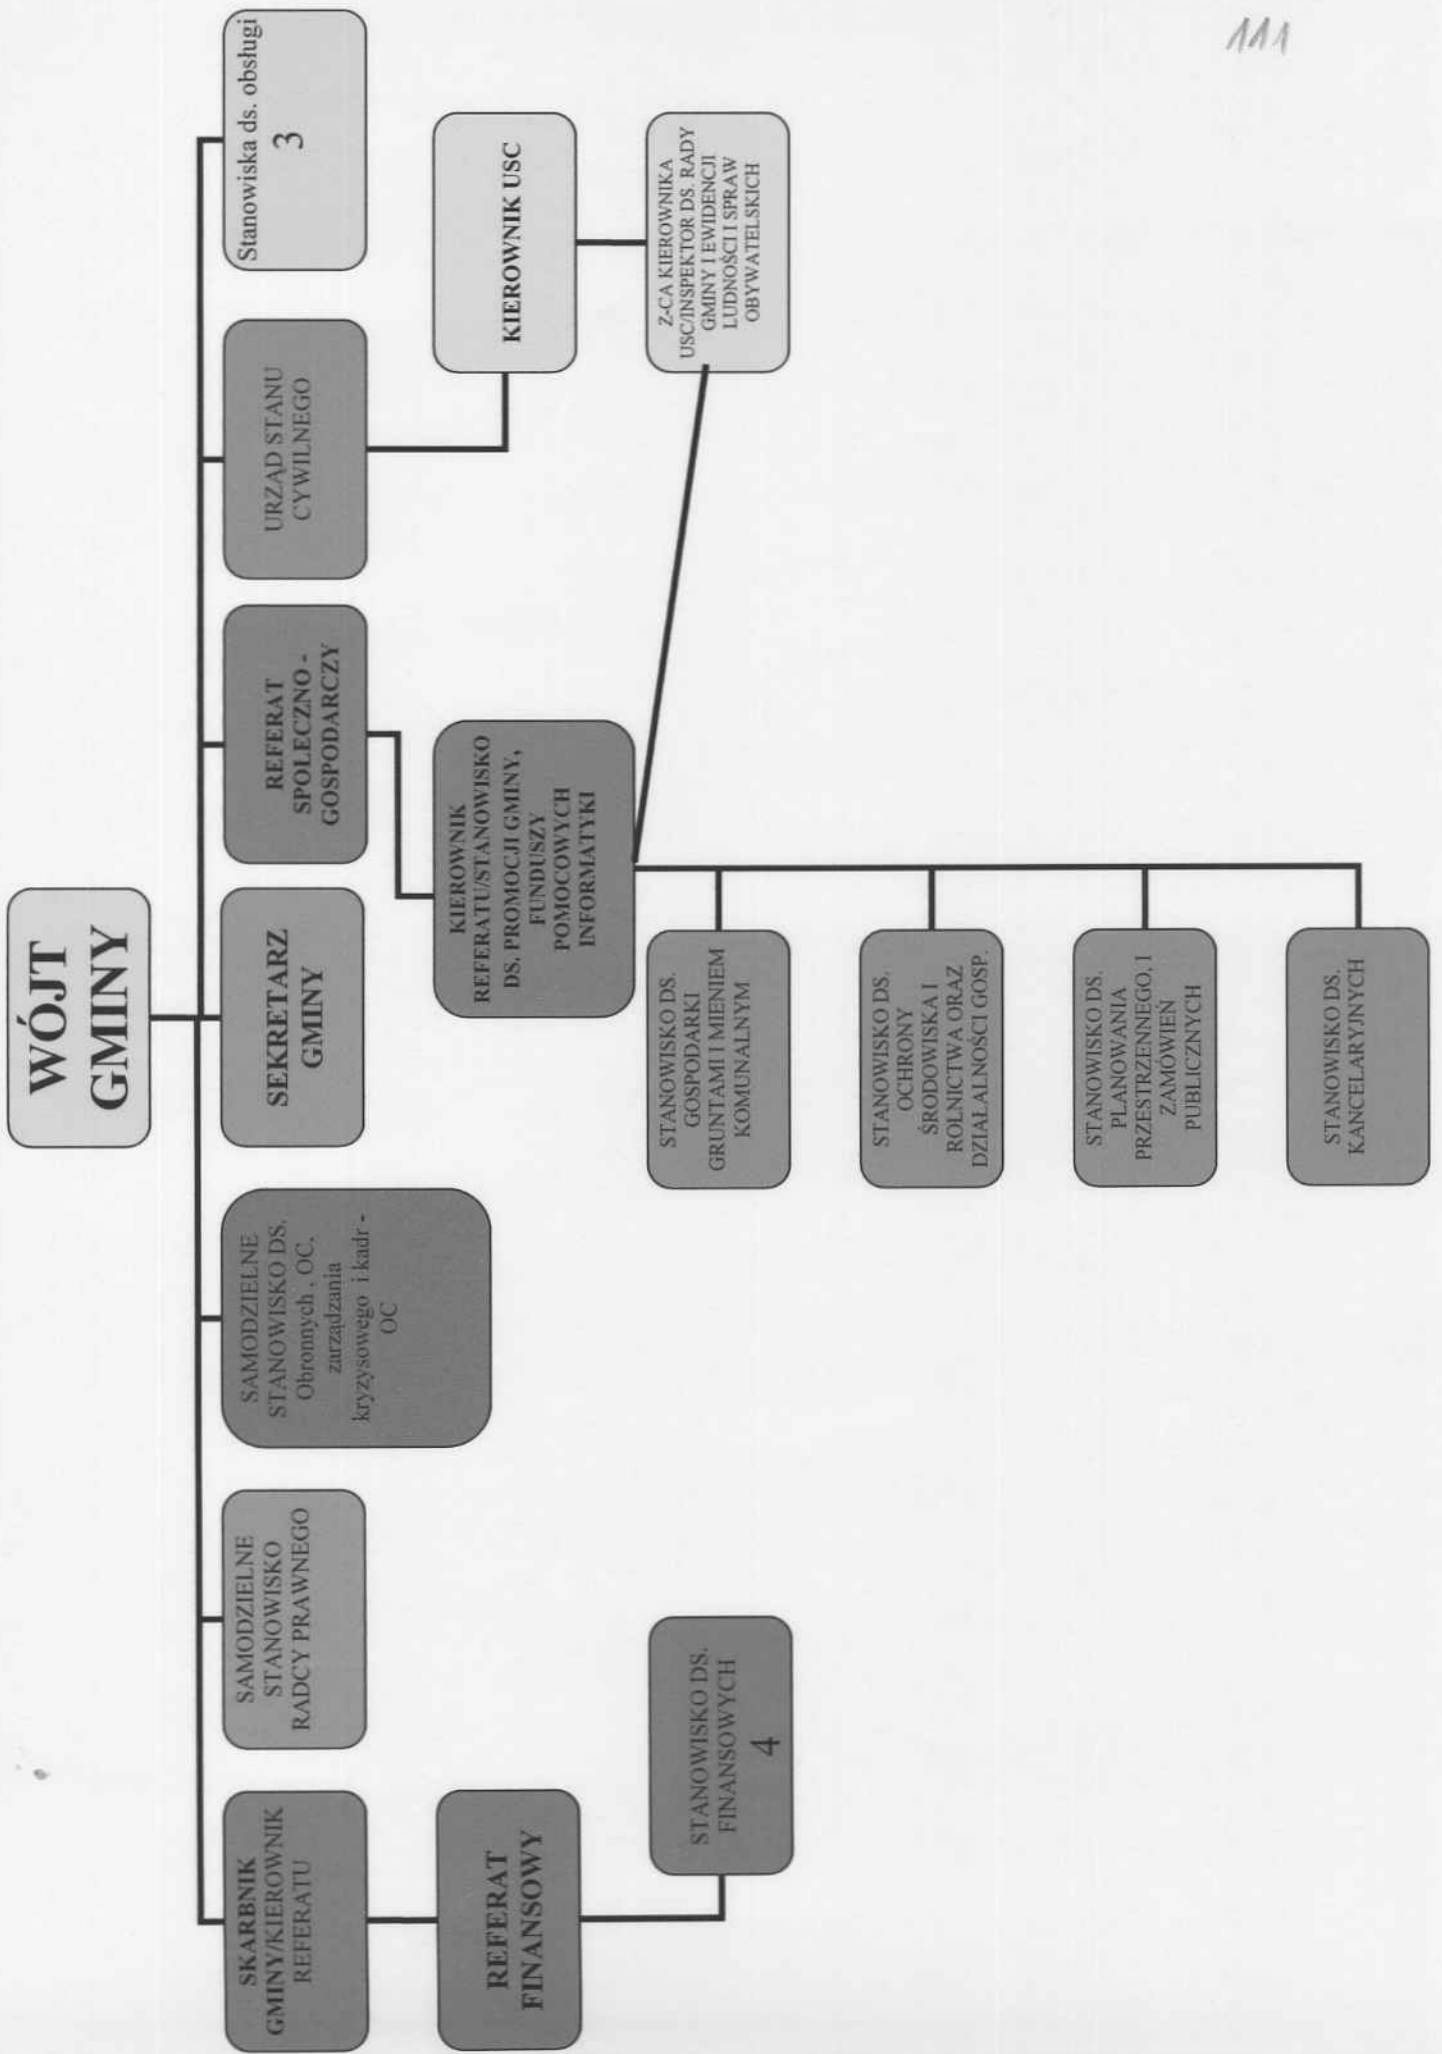 111
WÓJT
GMINY
SKARBNIK
GMINY/KIEROWNIK
REFERATU
SAMODZIELNE
STANOWISKO
RADCY PRAWNEGO
SAMODZIELNE
STANOWISKO DS.
Obronnych , OC.
zarządzania
kryzysowego i kadr -
OC
SEKRETARZ
GMINY
REFERAT
SPOŁECZNO -
GOSPODARCZY
URZĄD STANU
CYWILNEGO
Stanowiska ds. obsługi
3
REFERAT
FINANSOWY
KIEROWNIK
REFERATU/STANOWISKO
DS. PROMOCJI GMINY,
FUNDUSZY
POMOCOWYCH
INFORMATYKI
KIEROWNIK USC
STANOWISKO DS.
FINANSOWYCH
4
STANOWISKO DS.
GOSPODARKI
GRUNTAMI I MIENIEM
KOMUNALNYM
Z-CA KIEROWNIKA
USC/INSPEKTOR DS. RADY
GMINY I EWIDENCJI
LUDNOŚCI I SPRAW
OBYWATELSKICH
STANOWISKO DS.
OCHRONY
ŚRODOWISKA I
ROLNICTWA ORAZ
DZIAŁALNOŚCI GOSP.
STANOWISKO DS.
PLANOWANIA
PRZESTRZENNEGO, I
ZAMÓWIEŃ
PUBLICZNYCH
STANOWISKO DS.
KANCELARYJNYCH